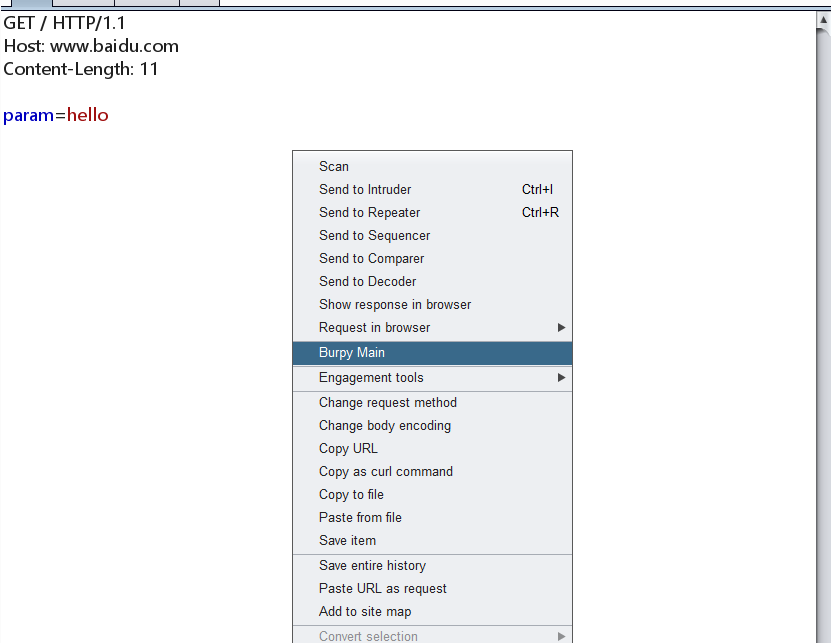 GET / HTTP/1.1
Host: www.baidu.com
Content-Length: 11
param=hello
Scan
Send to Intruder Ctrl+I
Send to Repeater Ctrl+R
Send to Sequencer
Send to Comparer
Send to Decoder
Show response in browser
Request in browser
Burpy Main
Engagement tools
Change request method
Change body encoding
Copy URL
Copy as curl command
Copy to file
Paste from file
Save item
Save entire history
Paste URL as request
Add to site map
Convert selection